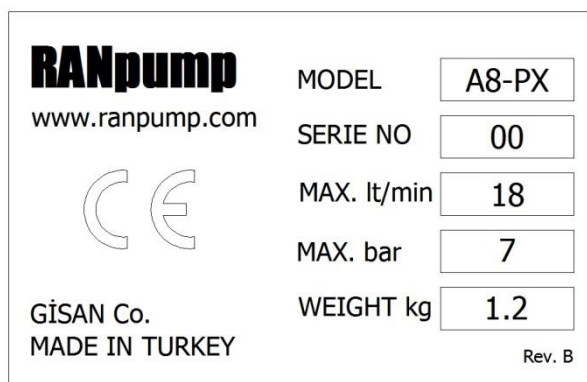 RANpump
www.ranpump.com
CE
GİSAN Co.
MADE IN TURKEY
MODEL A8-PX
SERIE NO 00
MAX. lt/min 18
MAX. bar 7
WEIGHT kg 1.2
Rev. B